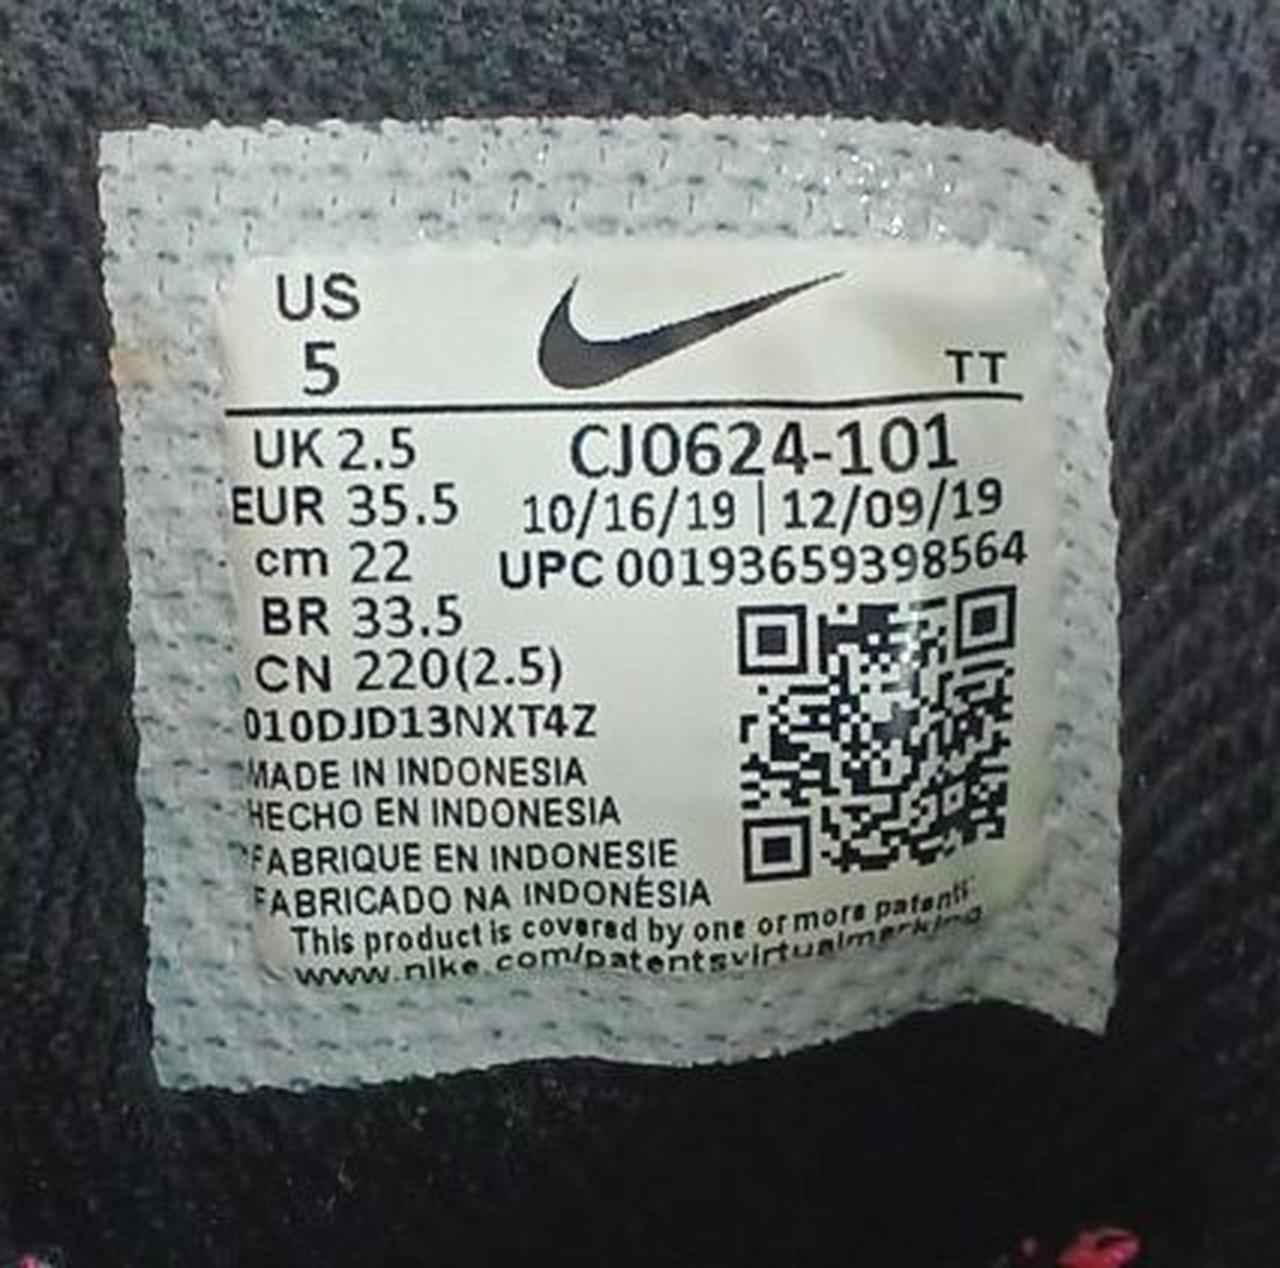 US
5
TT
UK 2.5
CJ0624-101
EUR 35.5
10/16/19 | 12/09/19
cm 22
UPC 00193659398564
BR 33.5
CN 220(2.5)
010DJD13NXT4Z
MADE IN INDONESIA
HECHO EN INDONESIA
FABRIQUE EN INDONESIE
FABRICADO NA INDONÉSIA
This product is covered by one or more patents
www.nike.com/patentsvirtualmarking